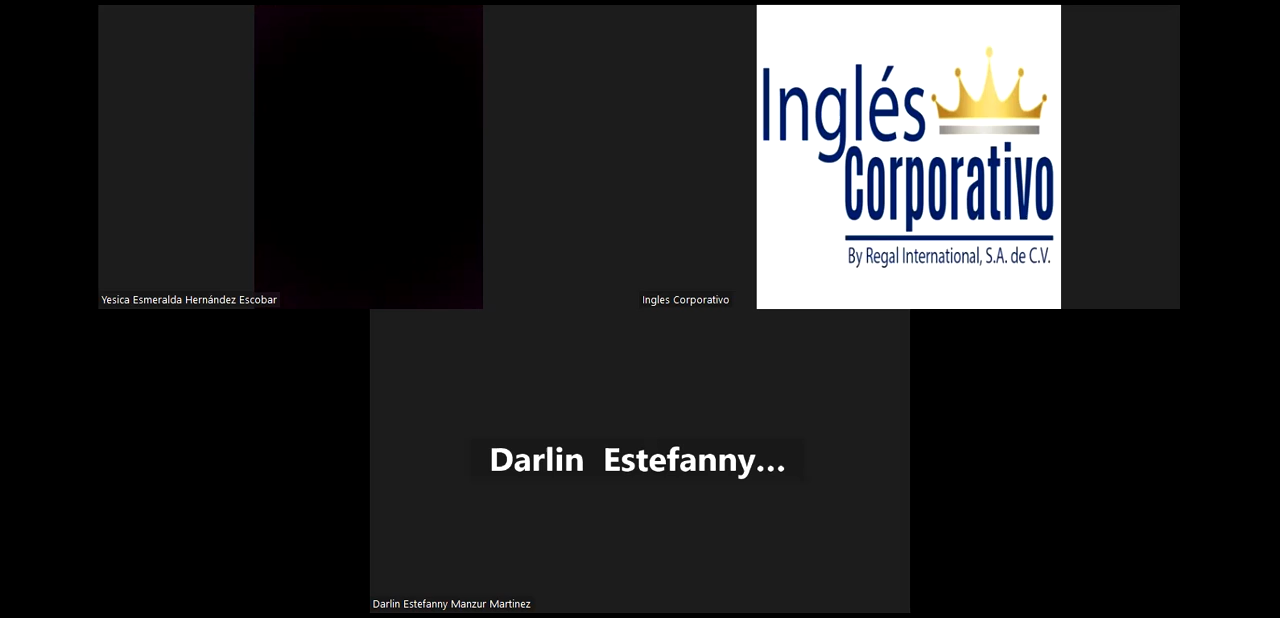 Inglés
Corporativo
By Regal International, S.A. de C.V.
Yesica Esmeralda Hernández Escobar
Ingles Corporativo
Darlin Estefanny...
Darlin Estefanny Manzur Martinez